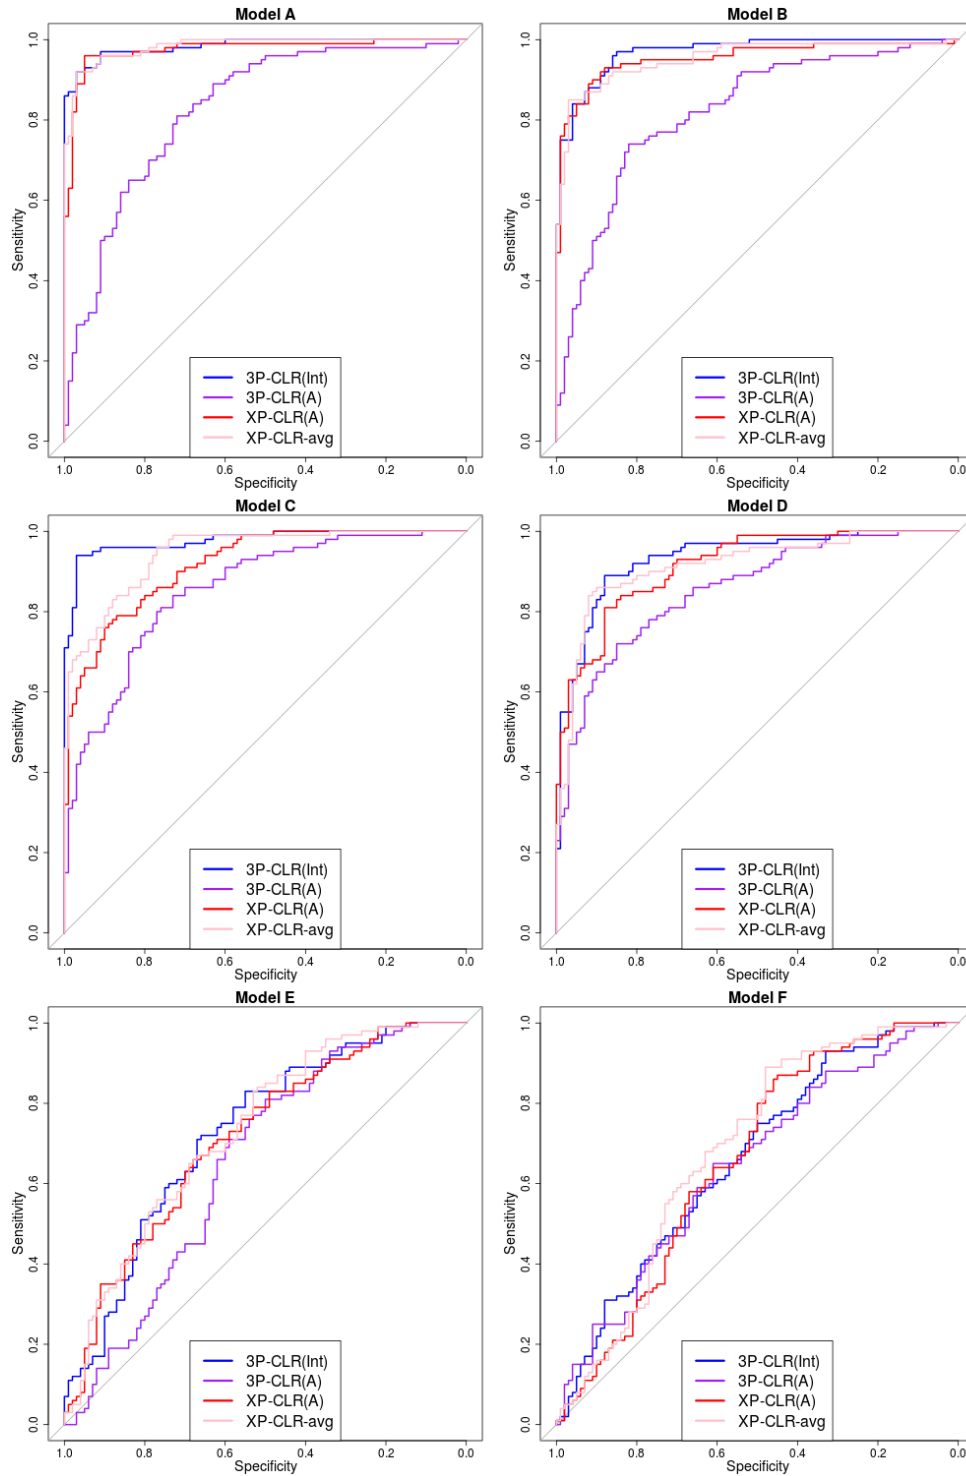 Model A
Sensitivity
0.0 0.2 0.4 0.6 0.8 1.0
1.0 0.8 0.6 0.4 0.2 0.0
Specificity
3P-CLR(Int)
3P-CLR(A)
XP-CLR(A)
XP-CLR-avg
Model B
Sensitivity
0.0 0.2 0.4 0.6 0.8 1.0
1.0 0.8 0.6 0.4 0.2 0.0
Specificity
3P-CLR(Int)
3P-CLR(A)
XP-CLR(A)
XP-CLR-avg
Model C
Sensitivity
0.0 0.2 0.4 0.6 0.8 1.0
1.0 0.8 0.6 0.4 0.2 0.0
Specificity
3P-CLR(Int)
3P-CLR(A)
XP-CLR(A)
XP-CLR-avg
Model D
Sensitivity
0.0 0.2 0.4 0.6 0.8 1.0
1.0 0.8 0.6 0.4 0.2 0.0
Specificity
3P-CLR(Int)
3P-CLR(A)
XP-CLR(A)
XP-CLR-avg
Model E
Sensitivity
0.0 0.2 0.4 0.6 0.8 1.0
1.0 0.8 0.6 0.4 0.2 0.0
Specificity
3P-CLR(Int)
3P-CLR(A)
XP-CLR(A)
XP-CLR-avg
Model F
Sensitivity
0.0 0.2 0.4 0.6 0.8 1.0
1.0 0.8 0.6 0.4 0.2 0.0
Specificity
3P-CLR(Int)
3P-CLR(A)
XP-CLR(A)
XP-CLR-avg